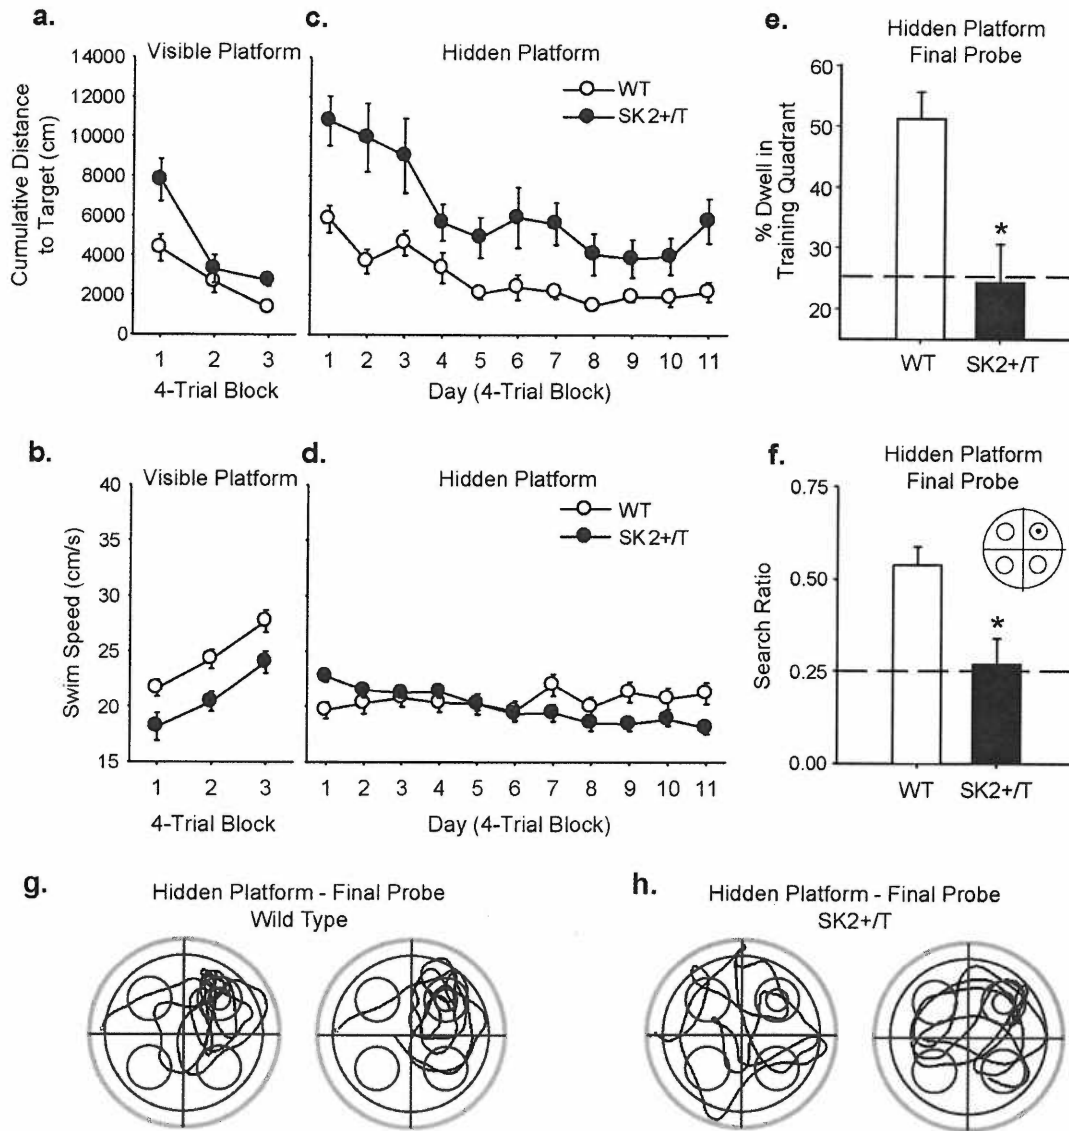 a.
Visible Platform
Cumulative Distance
to Target (cm)
14000
12000
10000
8000
6000
4000
2000
0
1 2 3
4-Trial Block
c.
Hidden Platform
WT
SK2+/T
1 2 3 4 5 6 7 8 9 10 11
Day (4-Trial Block)
e.
Hidden Platform
Final Probe
% Dwell in
Training Quadrant
60
50
40
30
20
*
WT SK2+/T
b.
Visible Platform
Swim Speed (cm/s)
40
35
30
25
20
15
1 2 3
4-Trial Block
d.
Hidden Platform
WT
SK2+/T
1 2 3 4 5 6 7 8 9 10 11
Day (4-Trial Block)
f.
Hidden Platform
Final Probe
Search Ratio
0.75
0.50
0.25
0.00
*
WT SK2+/T
g.
Hidden Platform - Final Probe
Wild Type
h.
Hidden Platform - Final Probe
SK2+/T